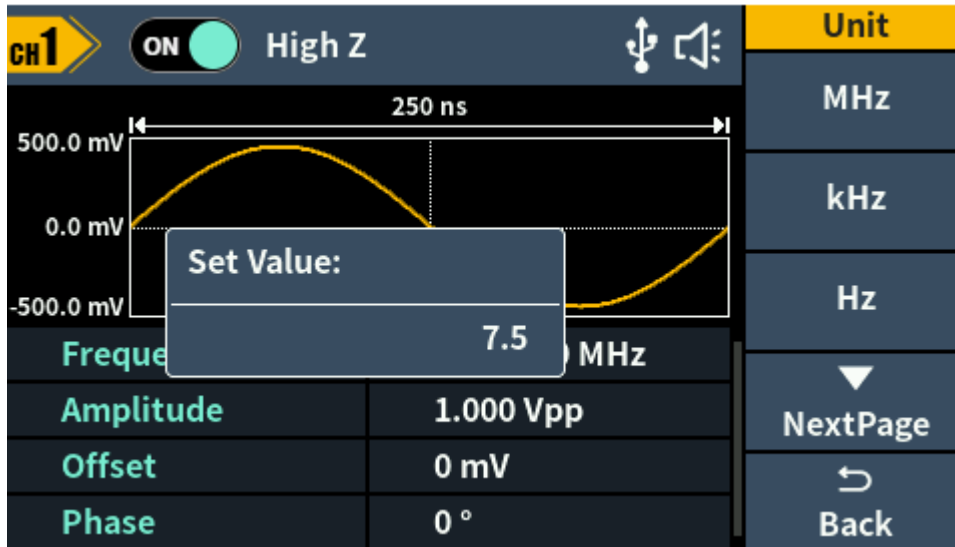 CH1 ON High Z
Unit
250 ns
500.0 mV
0.0 mV
-500.0 mV
Set Value:
7.5
MHz
Amplitude 1.000 Vpp
Offset 0 mV
Phase 0 °
MHz
kHz
Hz
NextPage
Back